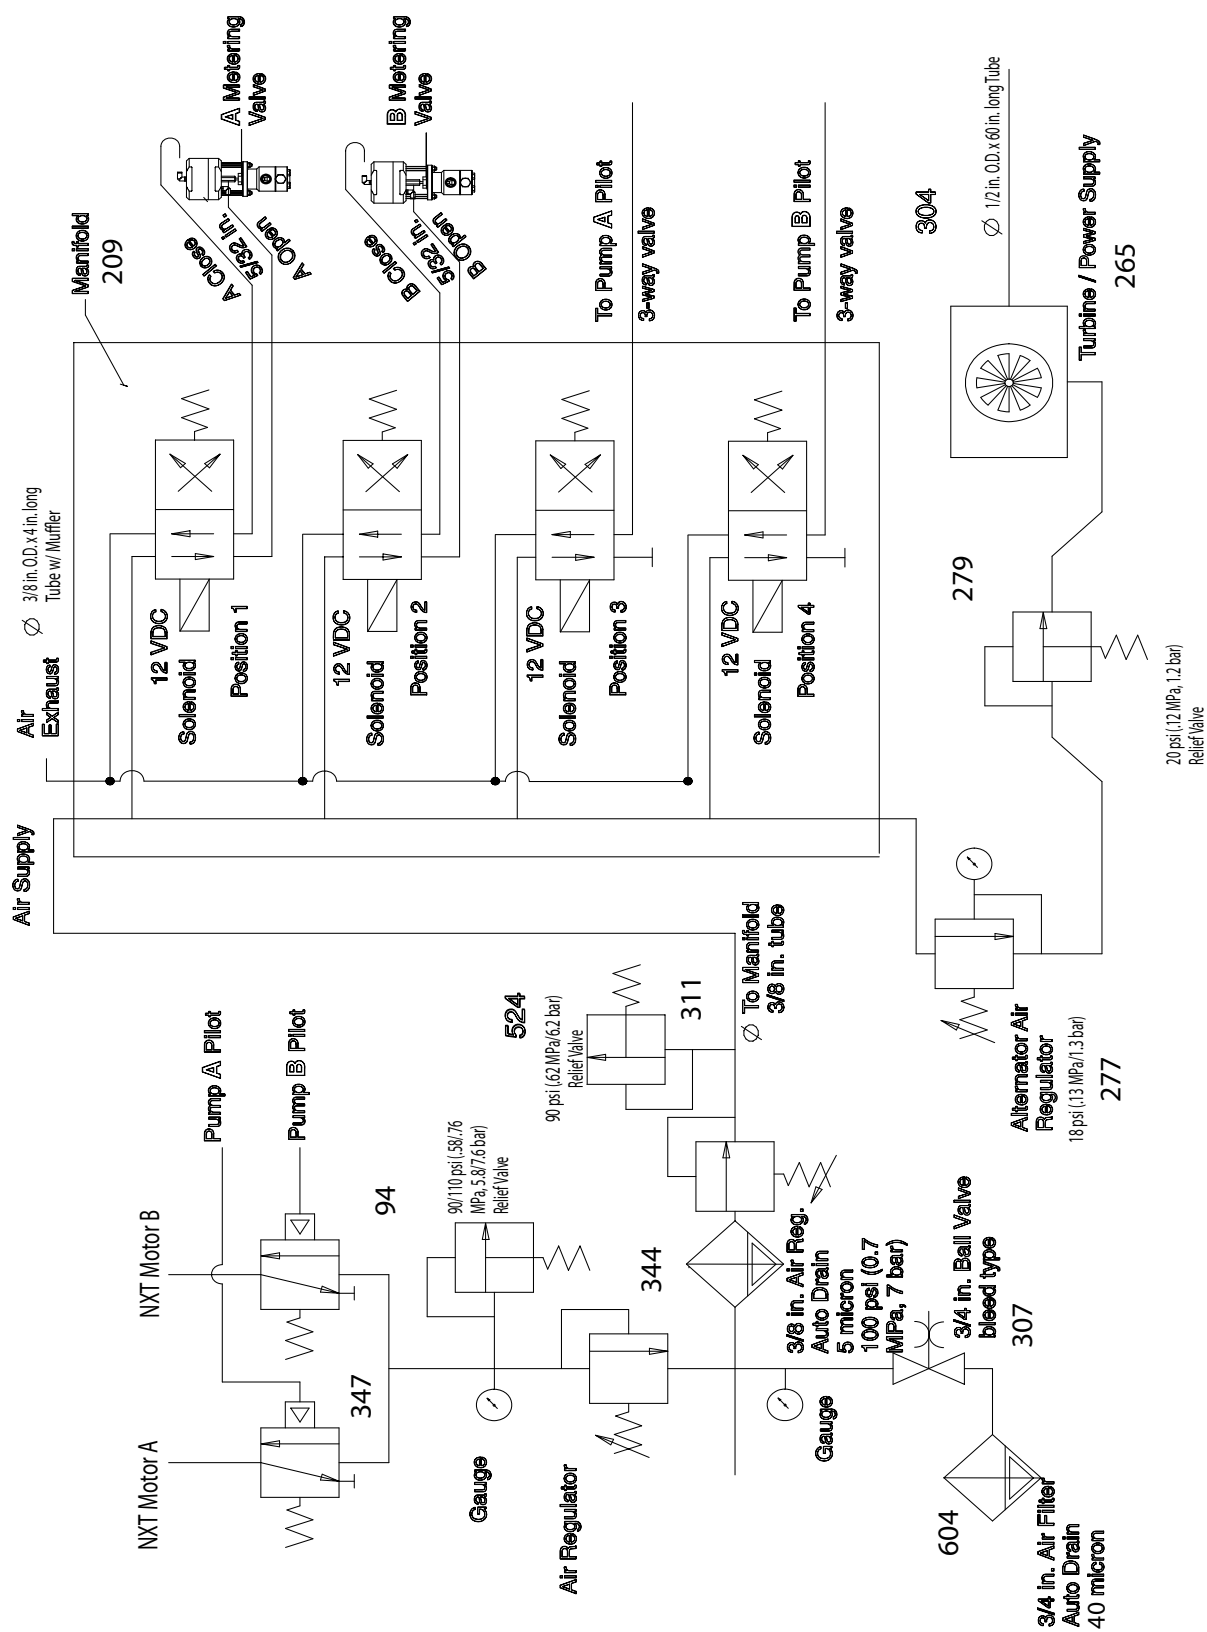 Air Supply
Air
Exhaust
3/8 in. O.D. x 4 in. long
Tube w/ Muffler
Manifold
209
A Metering
Valve
A Close
5/32 in.
A Open
B Metering
Valve
B Close
5/32 in.
B Open
12 VDC
Solenoid
Position 1
12 VDC
Solenoid
Position 2
12 VDC
Solenoid
Position 3
12 VDC
Solenoid
Position 4
To Pump A Pilot
3-way valve
To Pump B Pilot
3-way valve
NXT Motor A
NXT Motor B
Pump A Pilot
Pump B Pilot
347
94
Gauge
90/110 psi (.58/.76
MPa, 5.8/7.6 bar)
Relief Valve
524
90 psi (.62 MPa/6.2 bar)
Relief Valve
Air Regulator
344
311
Ø To Manifold
3/8 in. tube
Gauge
3/8 in. Air Reg.
Auto Drain
5 micron
100 psi (0.7
MPa, 7 bar)
604
3/4 in. Air Filter
Auto Drain
40 micron
3/4 in. Ball Valve
bleed type
307
Alternator Air
Regulator
18 psi (.13 MPa/1.3 bar)
277
279
20 psi (.12 MPa, 1.2 bar)
Relief Valve
304
Ø 1/2 in. O.D. x 60 in. long Tube
Turbine / Power Supply
265